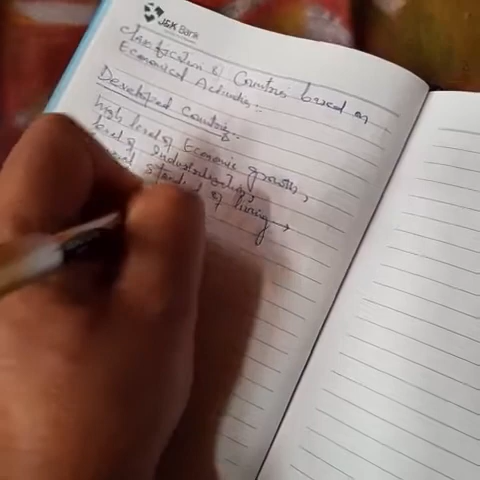 J&K Bank
Classification of Countries based on
Economical Activities :-
Developed Countries :-
high level of Economic growth,
level of Industrialisation,
standard of living →